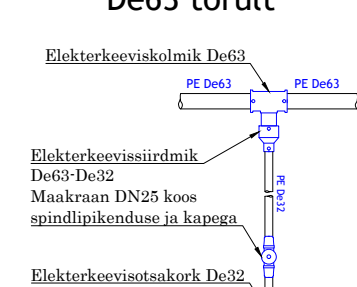 De63 torult
Elekterkeeviskolmik De63
PE De63
PE De63
Elekterkeevissiirdmik
De63-De32
Maakraan DN25 koos
spindlipikenduse ja kapega
PE De32
Elekterkeevisotsakork De32